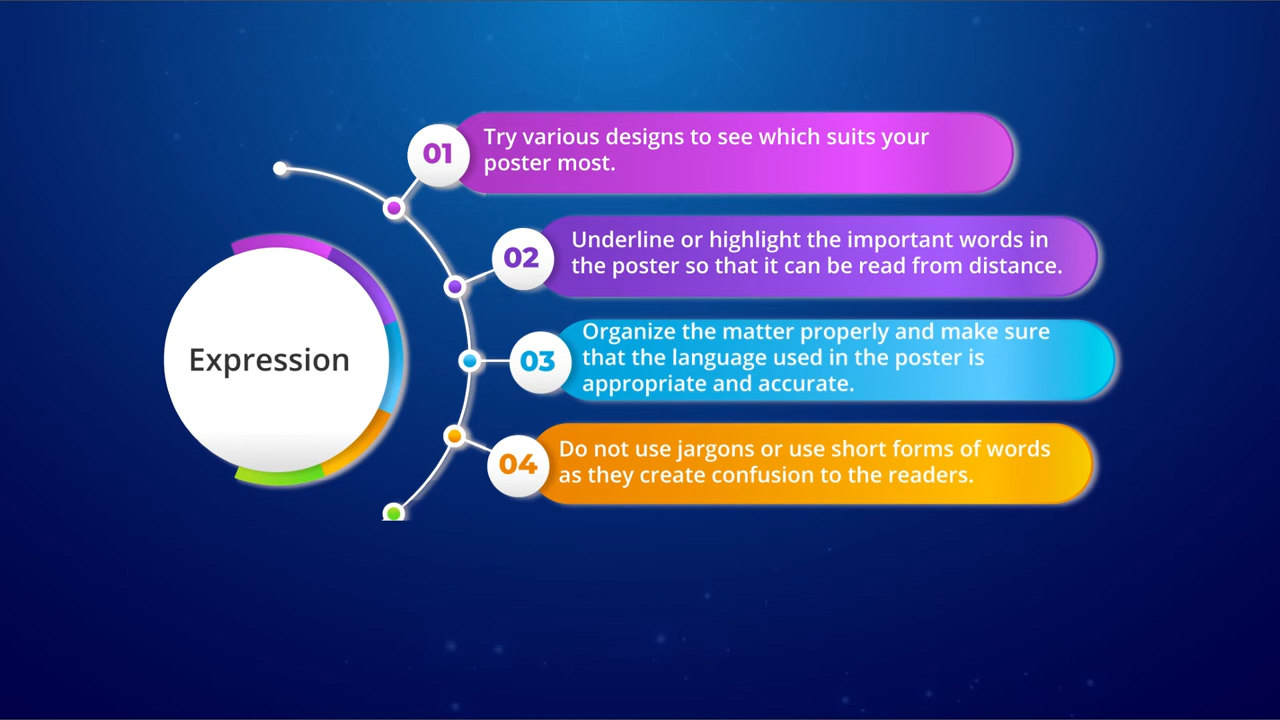 Expression
01
Try various designs to see which suits your
poster most.
02
Underline or highlight the important words in
the poster so that it can be read from distance.
03
Organize the matter properly and make sure
that the language used in the poster is
appropriate and accurate.
04
Do not use jargons or use short forms of words
as they create confusion to the readers.